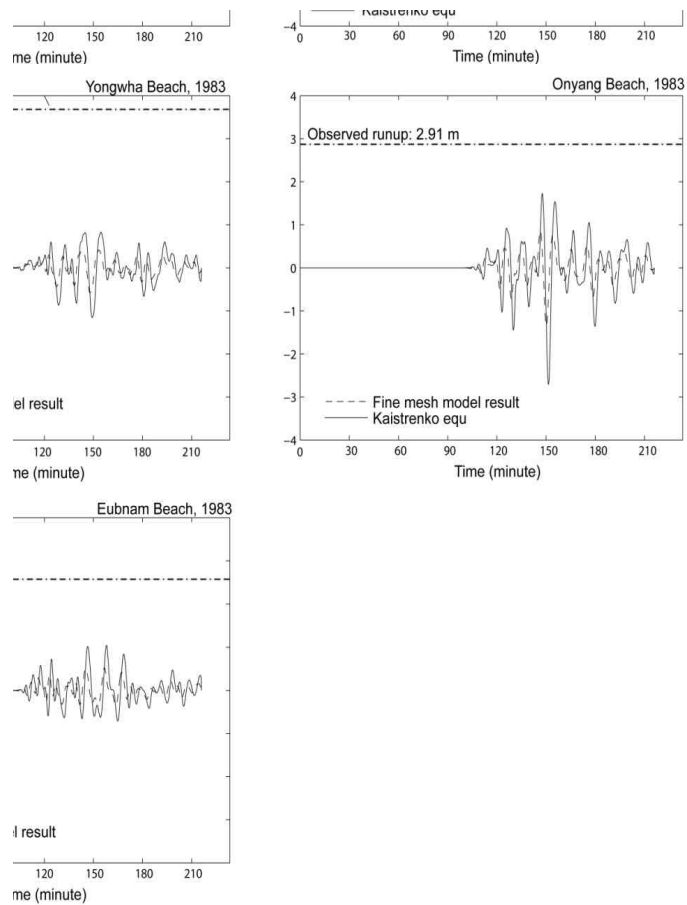 Kaistrenko equ
120 150 180 210
me (minute)
−4
0 30 60 90 120 150 180 210
Time (minute)
Yongwha Beach, 1983
el result
120 150 180 210
me (minute)
Onyang Beach, 1983
4
3
Observed runup: 2.91 m
2
1
0
−1
−2
−3
Fine mesh model result
Kaistrenko equ
−4
0 30 60 90 120 150 180 210
Time (minute)
Eubnam Beach, 1983
l result
120 150 180 210
me (minute)